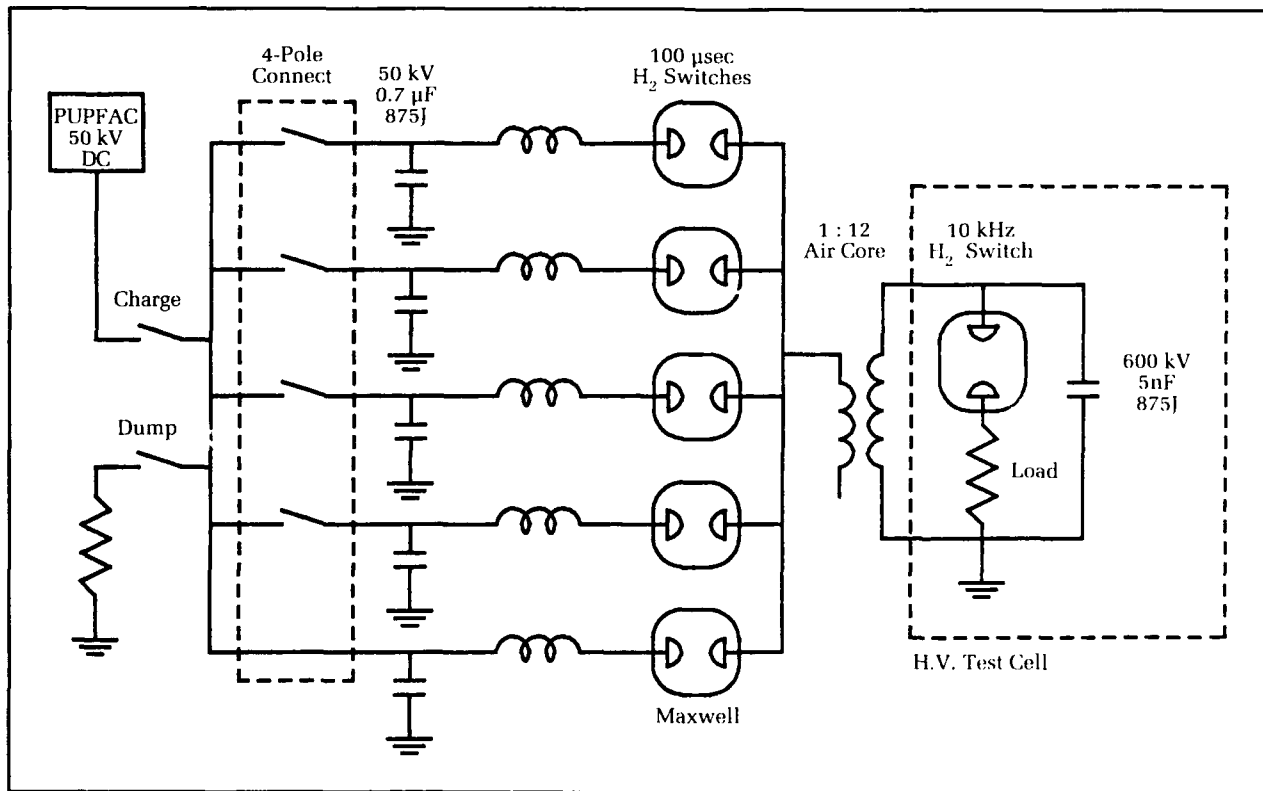 4-Pole
Connect
50 kV
0.7 µF
875J
100 µsec
H₂ Switches
PUPFAC
50 kV
DC
1 : 12
Air Core
10 kHz
H₂ Switch
Charge
600 kV
5nF
875J
Dump
Load
H.V. Test Cell
Maxwell